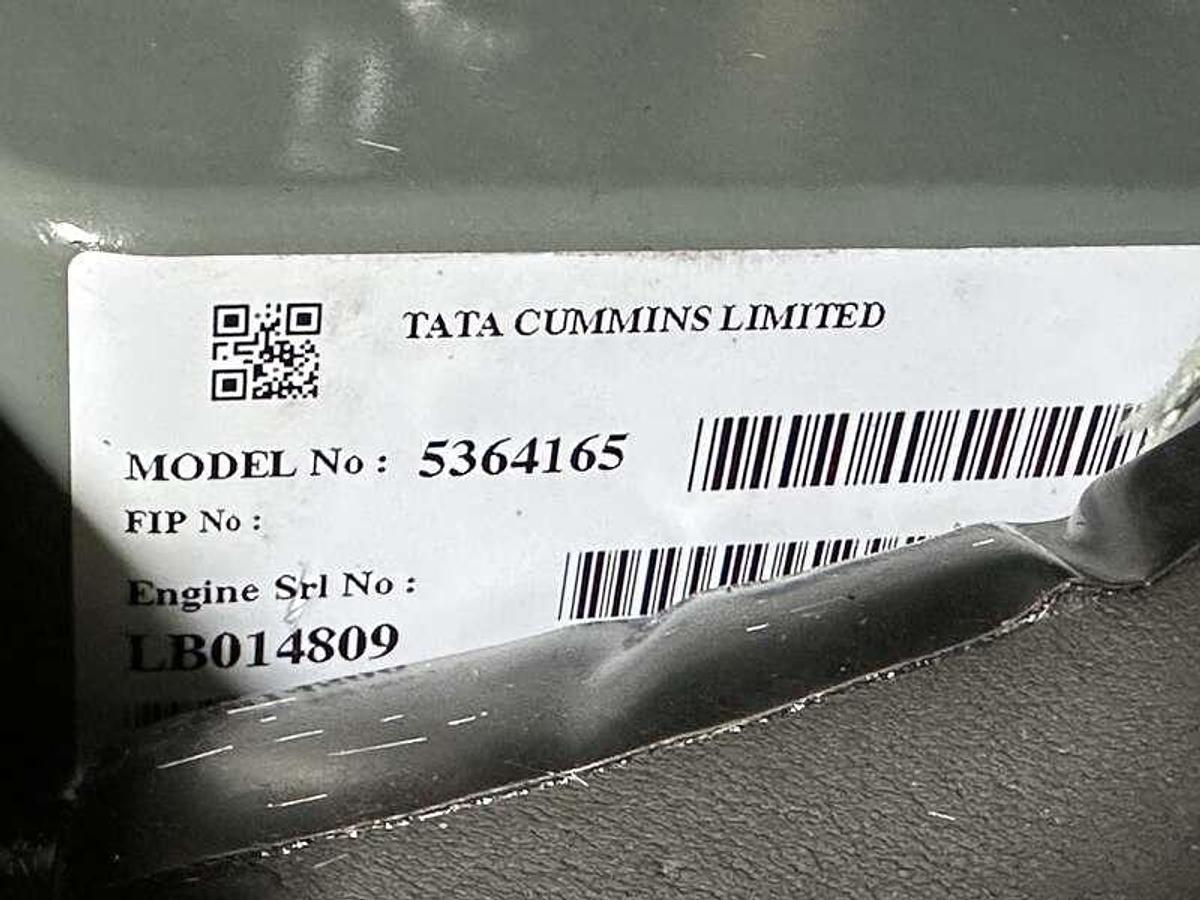 TATA CUMMINS LIMITED
MODEL No : 5364165
FIP No :
Engine Srl No :
LB014809